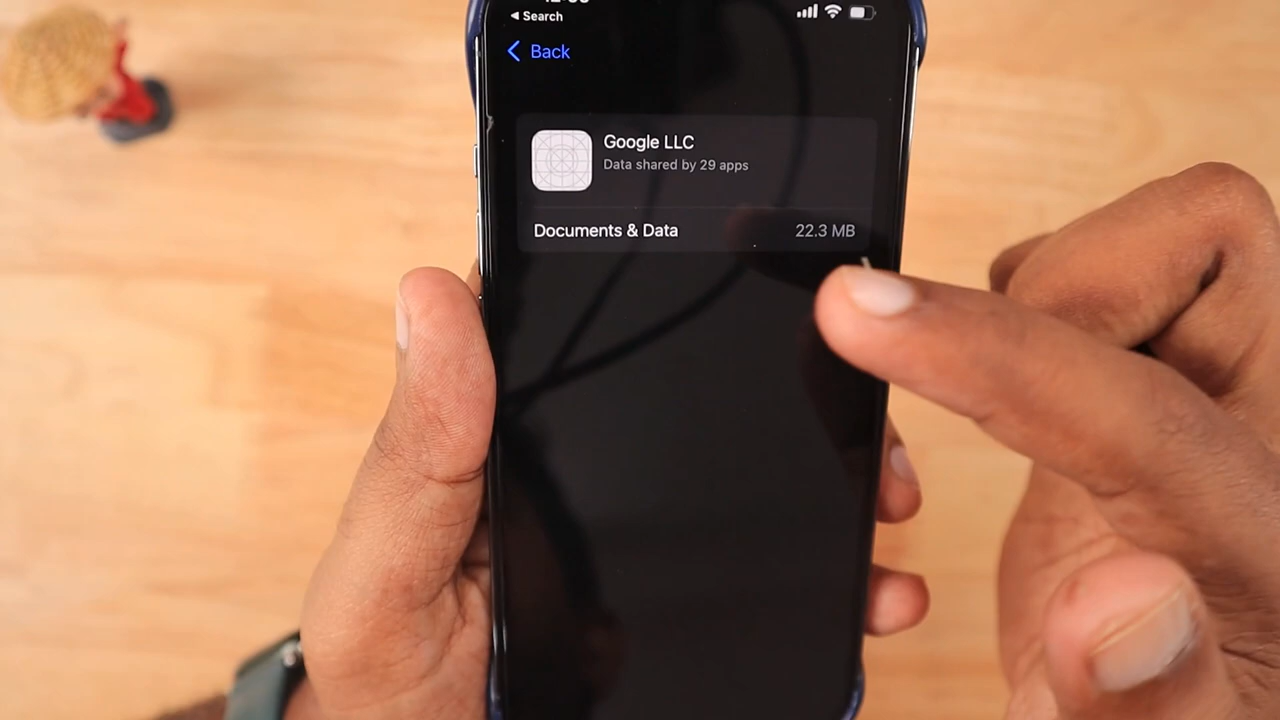 Search
Back
Google LLC
Data shared by 29 apps
Documents & Data 22.3 MB